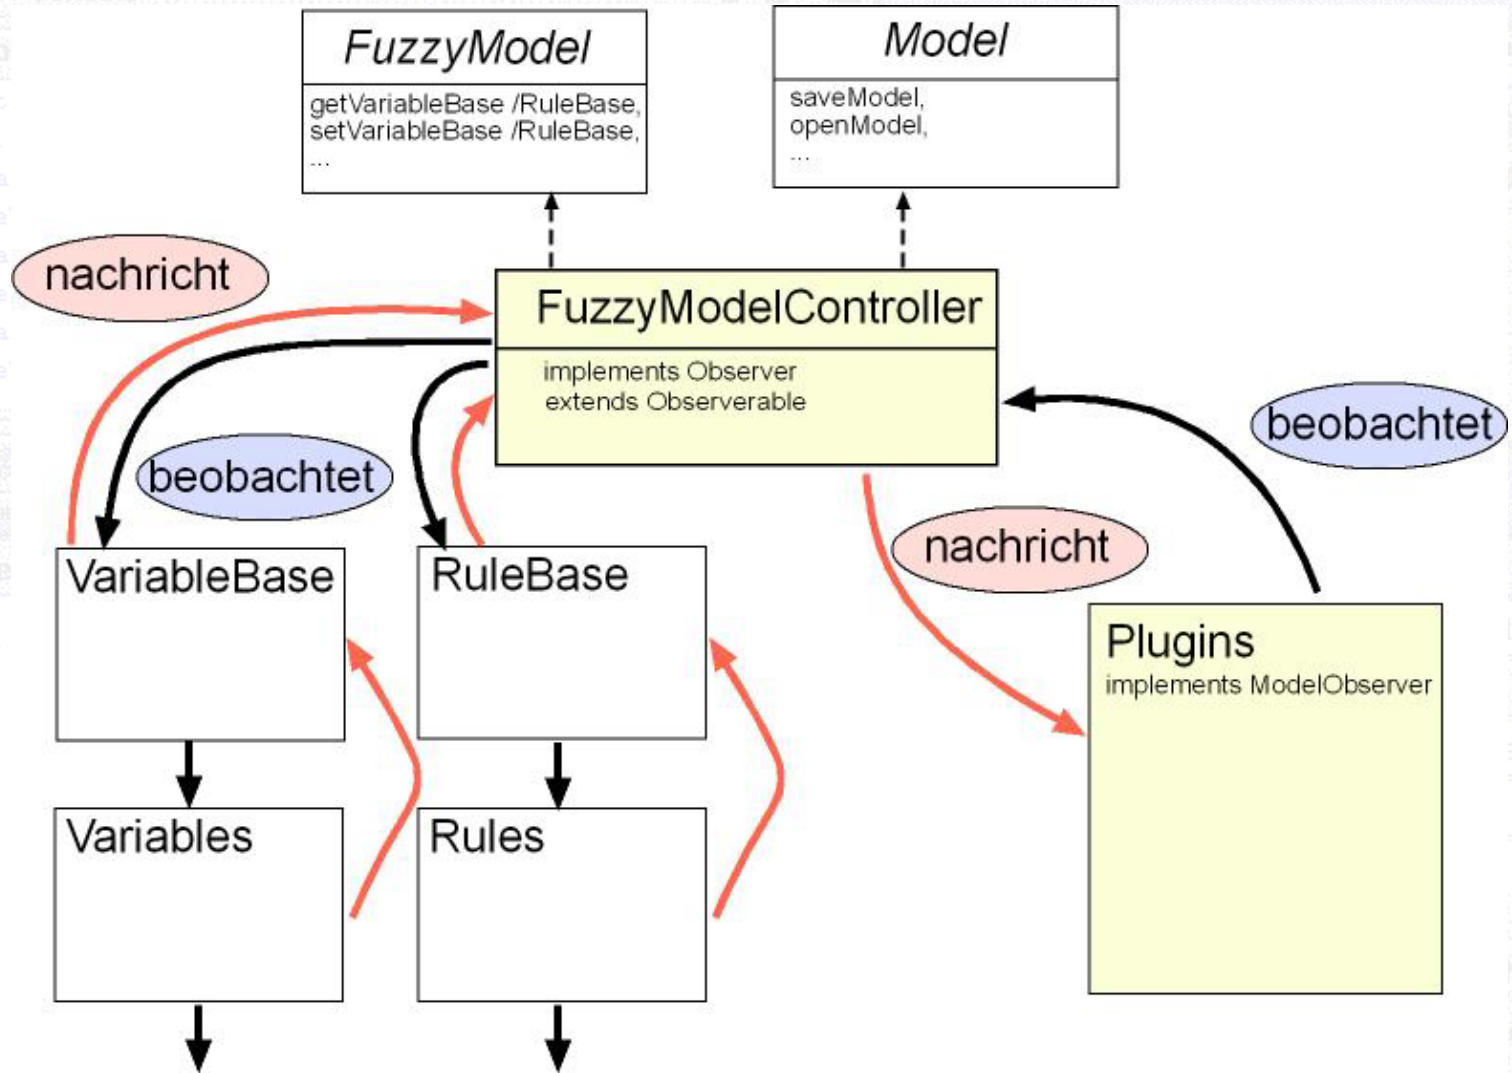 FuzzyModel
getVariableBase /RuleBase,
setVariableBase /RuleBase,
...
Model
saveModel,
openModel,
...
nachricht
FuzzyModelController
implements Observer
extends Observerable
beobachtet
beobachtet
nachricht
VariableBase
RuleBase
Plugins
implements ModelObserver
Variables
Rules